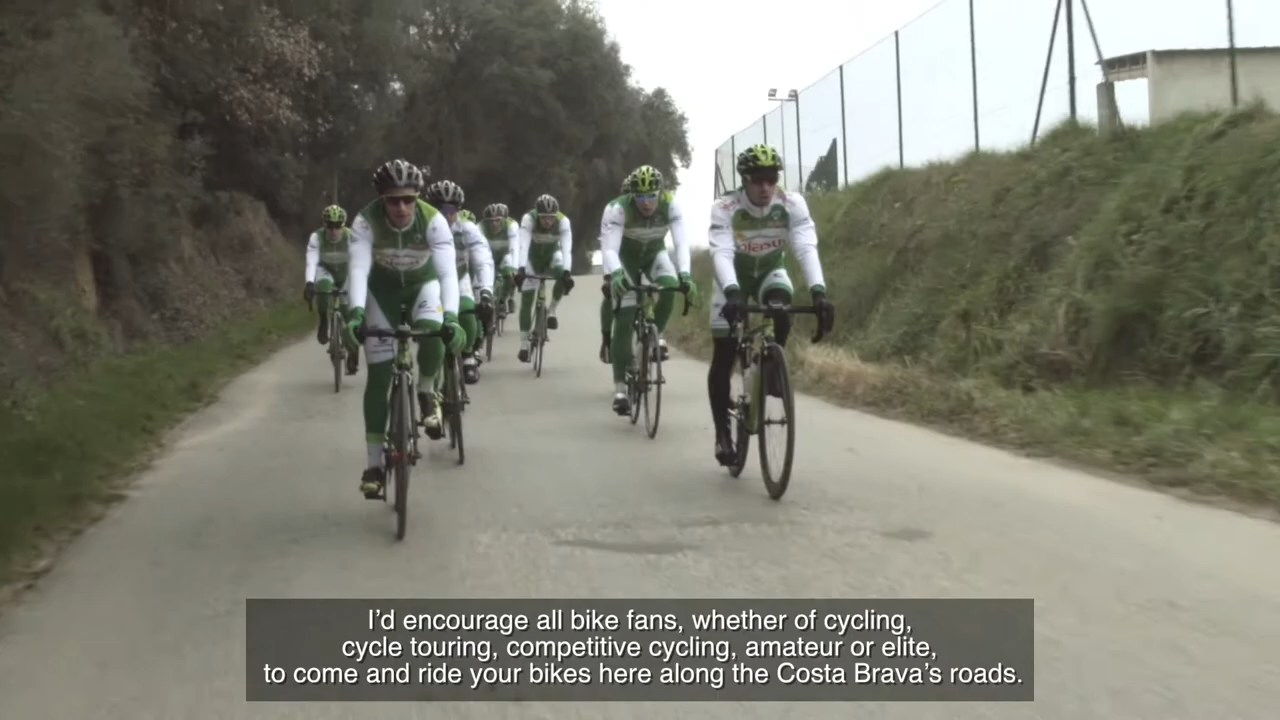 I'd encourage all bike fans, whether of cycling,
cycle touring, competitive cycling, amateur or elite,
to come and ride your bikes here along the Costa Brava's roads.